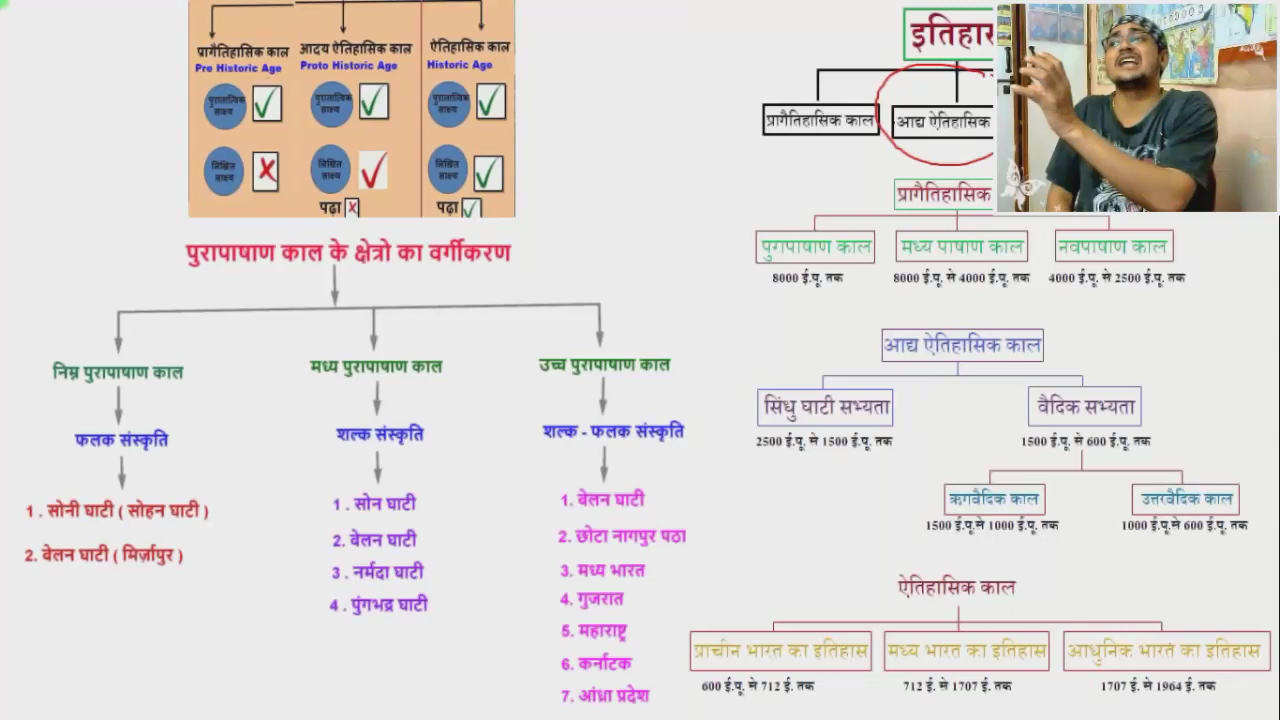 प्रागैतिहासिक काल
Pre Historic Age
आदय ऐतिहासिक काल
Proto Historic Age
ऐतिहासिक काल
Historic Age
पुरातात्विक साक्ष्य
पुरातात्विक साक्ष्य
पुरातात्विक साक्ष्य
लिखित साक्ष्य
लिखित साक्ष्य
लिखित साक्ष्य
पढ़ा
पढ़ा
पुरापाषाण काल के क्षेत्रो का वर्गीकरण
निम्न पुरापाषाण काल
फलक संस्कृति
1 . सोनी घाटी ( सोहन घाटी )
2. वेलन घाटी ( मिर्ज़ापुर )
मध्य पुरापाषाण काल
शल्क संस्कृति
1 . सोन घाटी
2. वेलन घाटी
3 . नर्मदा घाटी
4 . पुंगभद्र घाटी
उच्च पुरापाषाण काल
शल्क - फलक संस्कृति
1. वेलन घाटी
2. छोटा नागपुर पठा
3. मध्य भारत
4. गुजरात
5. महाराष्ट्र
6. कर्नाटक
7. आंध्रा प्रदेश
इतिहास
प्रागैतिहासिक काल
आद्य ऐतिहासिक
प्रागैतिहासिक
पुरापाषाण काल
8000 ई.पू. तक
मध्य पाषाण काल
8000 ई.पू. से 4000 ई.पू. तक
नवपाषाण काल
4000 ई.पू. से 2500 ई.पू. तक
आद्य ऐतिहासिक काल
सिंधु घाटी सभ्यता
2500 ई.पू. से 1500 ई.पू. तक
वैदिक सभ्यता
1500 ई.पू. से 600 ई.पू. तक
ऋगवैदिक काल
1500 ई.पू. से 1000 ई.पू. तक
उत्तरवैदिक काल
1000 ई.पू. से 600 ई.पू. तक
ऐतिहासिक काल
प्राचीन भारत का इतिहास
600 ई.पू. से 712 ई. तक
मध्य भारत का इतिहास
712 ई. से 1707 ई. तक
आधुनिक भारत का इतिहास
1707 ई. से 1964 ई. तक